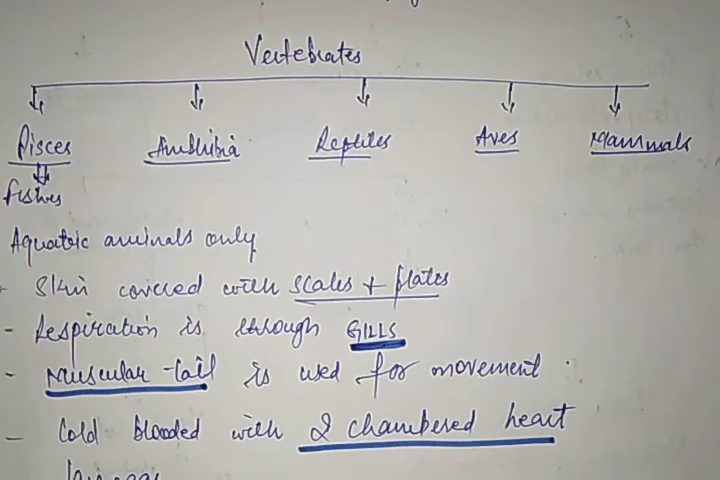 Vertebrates
Pisces Amphibia Reptiles Aves Mammals
fishes
Aquatic animals only
- Skin covered with scales + plates
- Respiration is through GILLS
- Muscular tail is used for movement.
- Cold blooded with 2 chambered heart